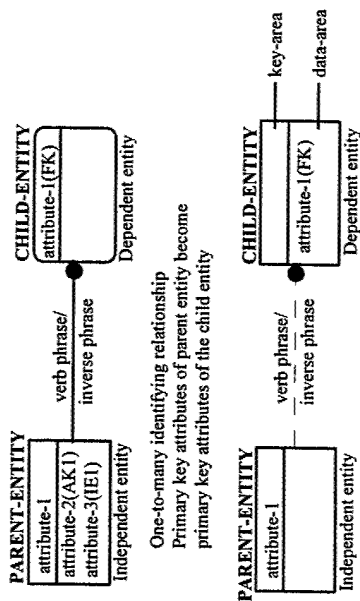 PARENT-ENTITY
attribute-1
attribute-2(AK1)
attribute-3(IE1)
Independent entity
verb phrase/
inverse phrase
CHILD-ENTITY
attribute-1(FK)
Dependent entity
One-to-many identifying relationship
Primary key attributes of parent entity become
primary key attributes of the child entity
PARENT-ENTITY
attribute-1
Independent entity
verb phrase/
inverse phrase
CHILD-ENTITY
attribute-1(FK)
Dependent entity
key-area
data-area